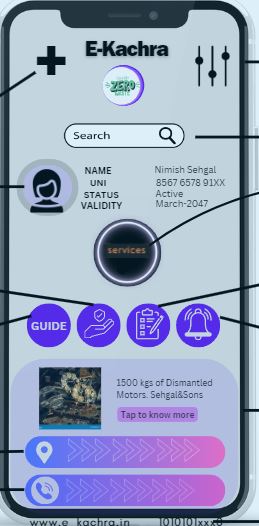 E-Kachra
ZERO
WASTE
Search
NAME Nimish Sehgal
UNI 8567 6578 91XX
STATUS Active
VALIDITY March-2047
services
GUIDE
1500 kgs of Dismantled
Motors. Sehgal&Sons
Tap to know more
www.e_kachra.in 1010101xxx0